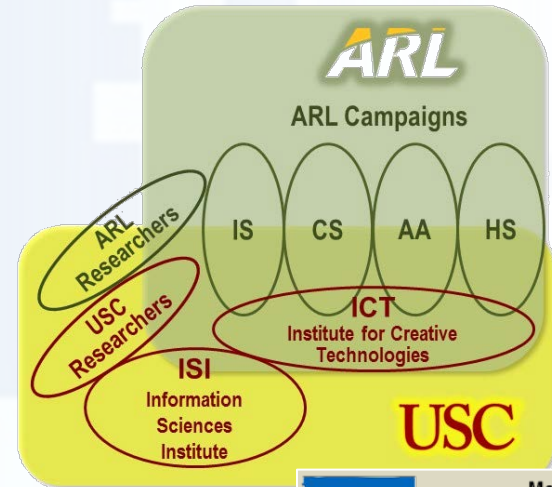 ARL
ARL Campaigns
ARL
Researchers
IS
CS
AA
HS
USC
Researchers
ICT
Institute for Creative
Technologies
ISI
Information
Sciences
Institute
USC